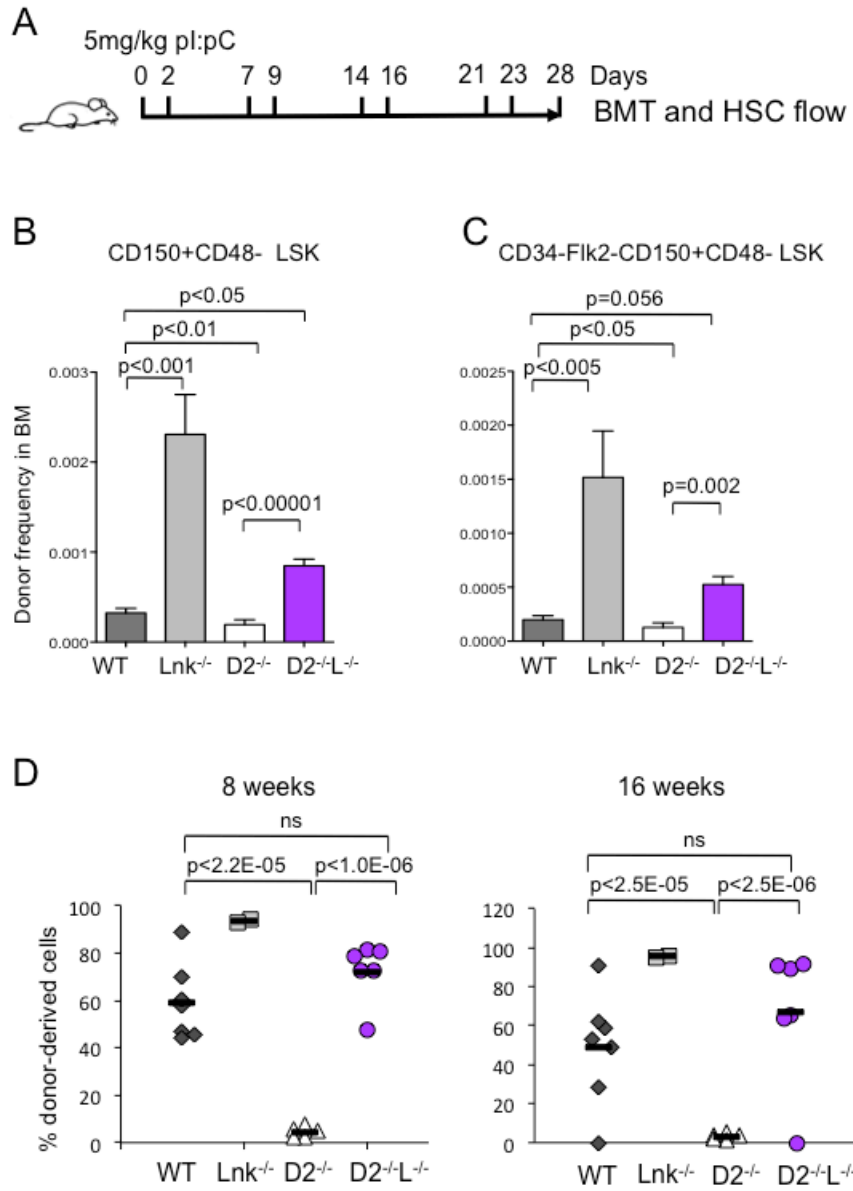 A
5mg/kg pI:pC
0 2 7 9 14 16 21 23 28 Days
BMT and HSC flow
B
CD150+CD48- LSK
p<0.05
p<0.01
p<0.001
p<0.00001
0.003
0.002
0.001
0.000
Donor frequency in BM
WT Lnk-/- D2-/- D2-/-L-/-
C
CD34-Flk2-CD150+CD48- LSK
p=0.056
p<0.05
p<0.005
p=0.002
0.0025
0.0020
0.0015
0.0010
0.0005
0.0000
WT Lnk-/- D2-/- D2-/-L-/-
D
8 weeks
ns
p<2.2E-05 p<1.0E-06
100
80
60
40
20
0
% donor-derived cells
WT Lnk-/- D2-/- D2-/-L-/-
16 weeks
ns
p<2.5E-05 p<2.5E-06
120
100
80
60
40
20
0
WT Lnk-/- D2-/- D2-/-L-/-